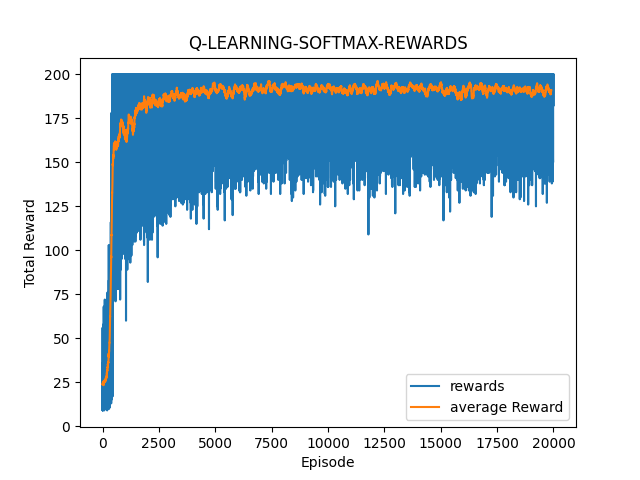 Q-LEARNING-SOFTMAX-REWARDS
200
175
150
125
100
75
50
25
0
Total Reward
rewards
average Reward
0 2500 5000 7500 10000 12500 15000 17500 20000
Episode